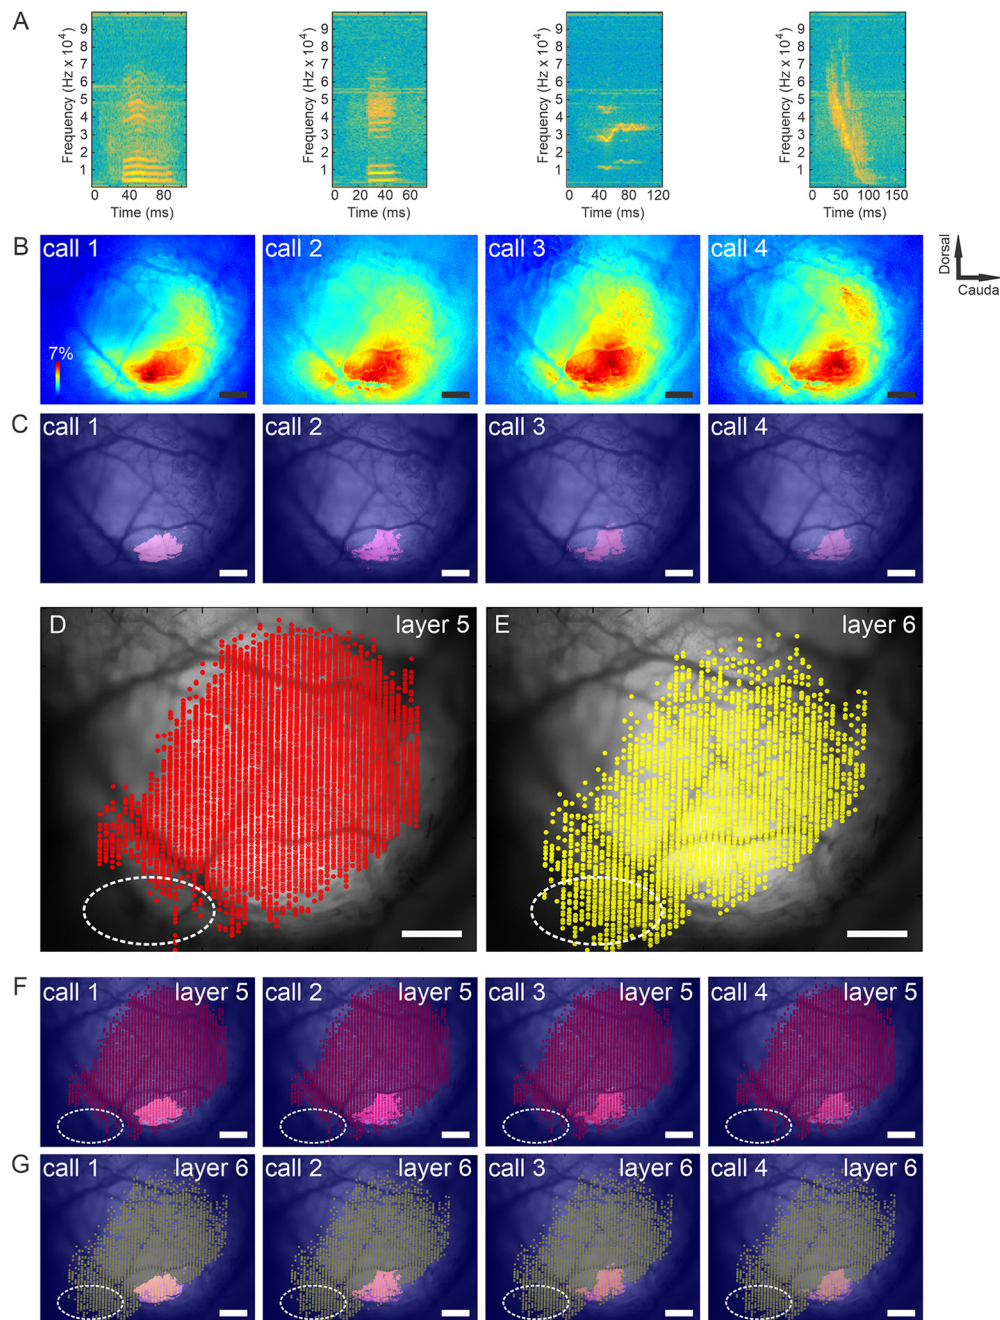 A
Frequency (Hz x 10⁴)
9
8
7
6
5
4
3
2
1
0 40 80
Time (ms)
Frequency (Hz x 10⁴)
9
8
7
6
5
4
3
2
1
0 20 40 60
Time (ms)
Frequency (Hz x 10⁴)
9
8
7
6
5
4
3
2
1
0 40 80 120
Time (ms)
Frequency (Hz x 10⁴)
9
8
7
6
5
4
3
2
1
0 50 100 150
Time (ms)
B
call 1
call 2
call 3
call 4
7%
Dorsal
Cauda
C
call 1
call 2
call 3
call 4
D
layer 5
E
layer 6
F
call 1 layer 5
call 2 layer 5
call 3 layer 5
call 4 layer 5
G
call 1 layer 6
call 2 layer 6
call 3 layer 6
call 4 layer 6